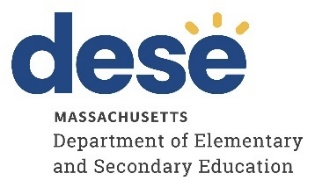 dese
MASSACHUSETTS
Department of Elementary
and Secondary Education